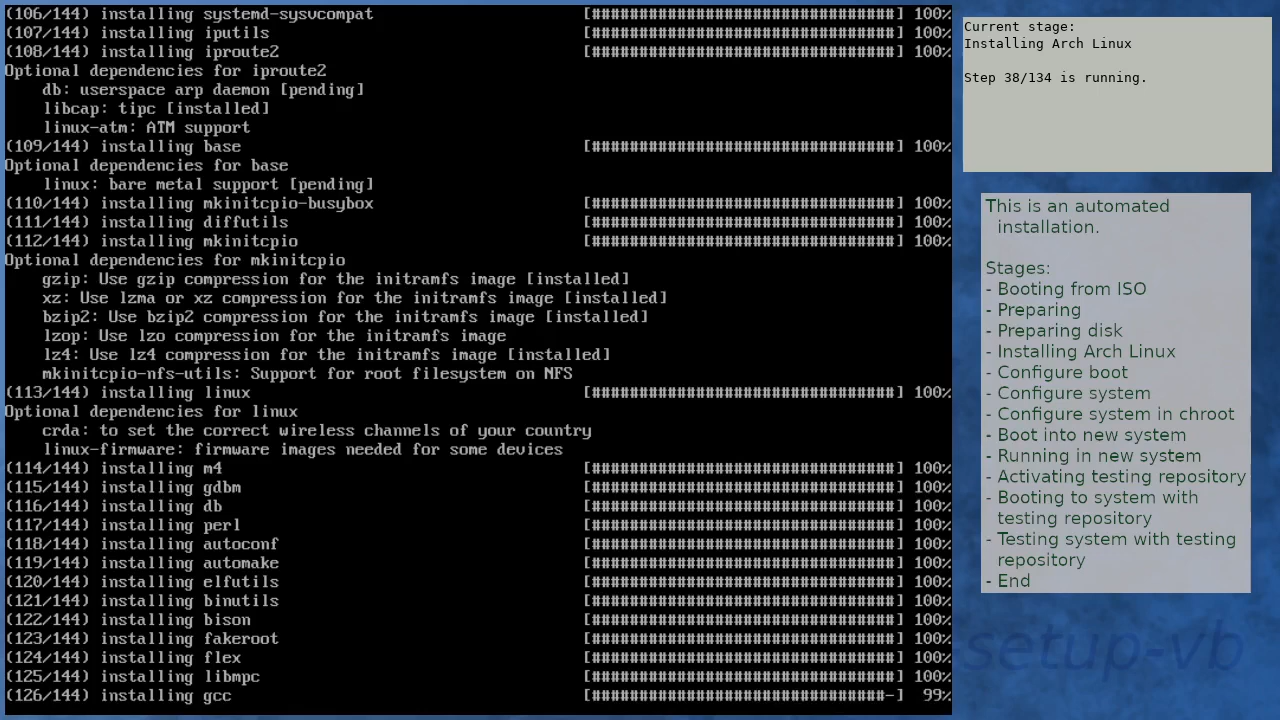 (106/144) installing systemd-sysvcompat [################################] 100%
(107/144) installing iputils [################################] 100%
(108/144) installing iproute2 [################################] 100%
Optional dependencies for iproute2
db: userspace arp daemon [pending]
libcap: tipc [installed]
linux-atm: ATM support
(109/144) installing base [################################] 100%
Optional dependencies for base
linux: bare metal support [pending]
(110/144) installing mkinitcpio-busybox [################################] 100%
(111/144) installing diffutils [################################] 100%
(112/144) installing mkinitcpio [################################] 100%
Optional dependencies for mkinitcpio
gzip: Use gzip compression for the initramfs image [installed]
xz: Use lzma or xz compression for the initramfs image [installed]
bzip2: Use bzip2 compression for the initramfs image [installed]
lzop: Use lzo compression for the initramfs image
lz4: Use lz4 compression for the initramfs image [installed]
mkinitcpio-nfs-utils: Support for root filesystem on NFS
(113/144) installing linux [################################] 100%
Optional dependencies for linux
crda: to set the correct wireless channels of your country
linux-firmware: firmware images needed for some devices
(114/144) installing m4 [################################] 100%
(115/144) installing gdbm [################################] 100%
(116/144) installing db [################################] 100%
(117/144) installing perl [################################] 100%
(118/144) installing autoconf [################################] 100%
(119/144) installing automake [################################] 100%
(120/144) installing elfutils [################################] 100%
(121/144) installing binutils [################################] 100%
(122/144) installing bison [################################] 100%
(123/144) installing fakeroot [################################] 100%
(124/144) installing flex [################################] 100%
(125/144) installing libmpc [################################] 100%
(126/144) installing gcc [###############################-] 99%
Current stage:
Installing Arch Linux
Step 38/134 is running.
This is an automated
installation.
Stages:
- Booting from ISO
- Preparing
- Preparing disk
- Installing Arch Linux
- Configure boot
- Configure system
- Configure system in chroot
- Boot into new system
- Running in new system
- Activating testing repository
- Booting to system with
testing repository
- Testing system with testing
repository
- End
setup-vb